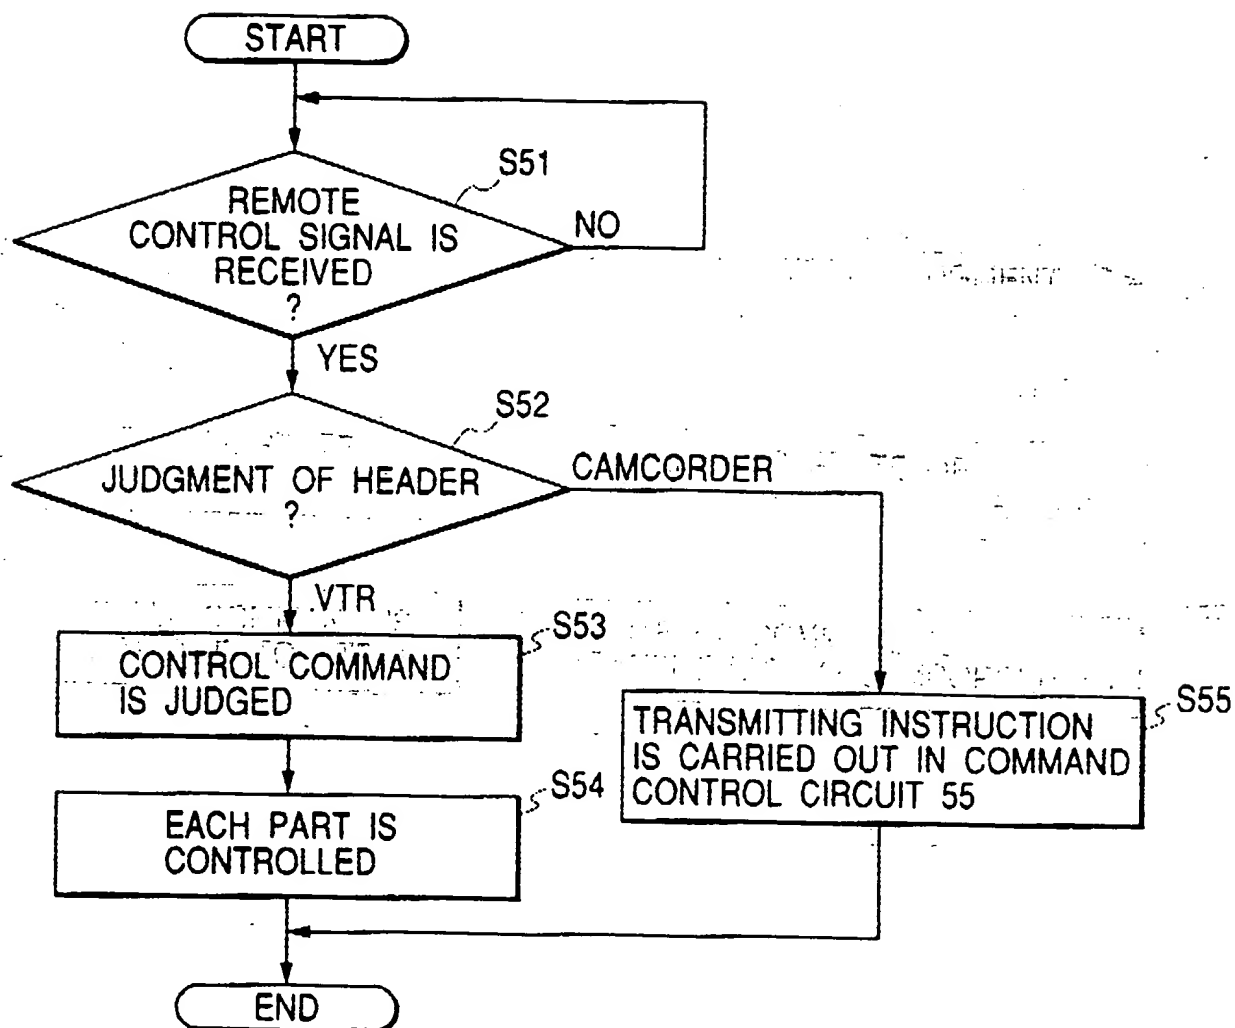 START
S51
REMOTE
CONTROL SIGNAL IS
RECEIVED
?
NO
YES
S52
JUDGMENT OF HEADER
?
CAMCORDER
VTR
S53
CONTROL COMMAND
IS JUDGED
S55
TRANSMITTING INSTRUCTION
IS CARRIED OUT IN COMMAND
CONTROL CIRCUIT 55
S54
EACH PART IS
CONTROLLED
END